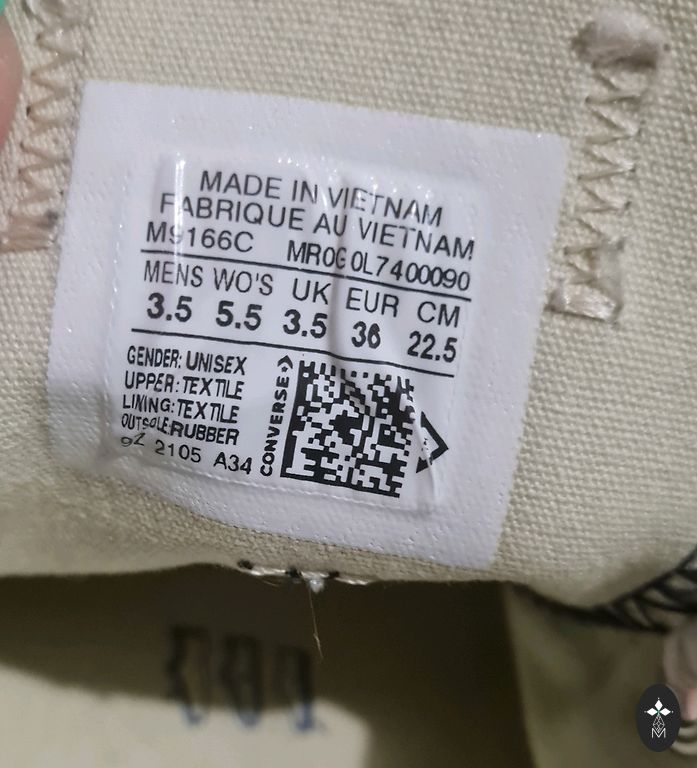 MADE IN VIETNAM
FABRIQUE AU VIETNAM
M9166C MR0G 0L7400090
MENS WO'S UK EUR CM
3.5 5.5 3.5 36 22.5
GENDER: UNISEX
UPPER: TEXTILE
LINING: TEXTILE
OUTSOLE: RUBBER
2105 A34
CONVERSE
M